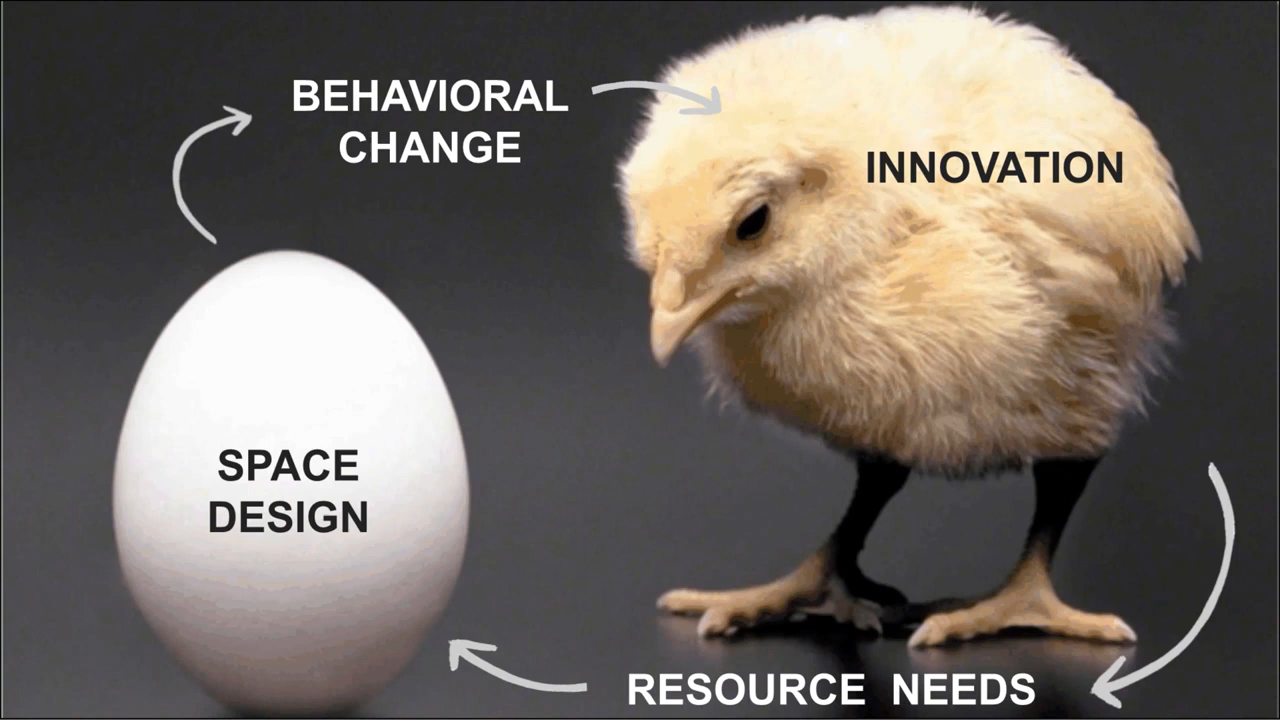 BEHAVIORAL
CHANGE
INNOVATION
SPACE
DESIGN
RESOURCE NEEDS